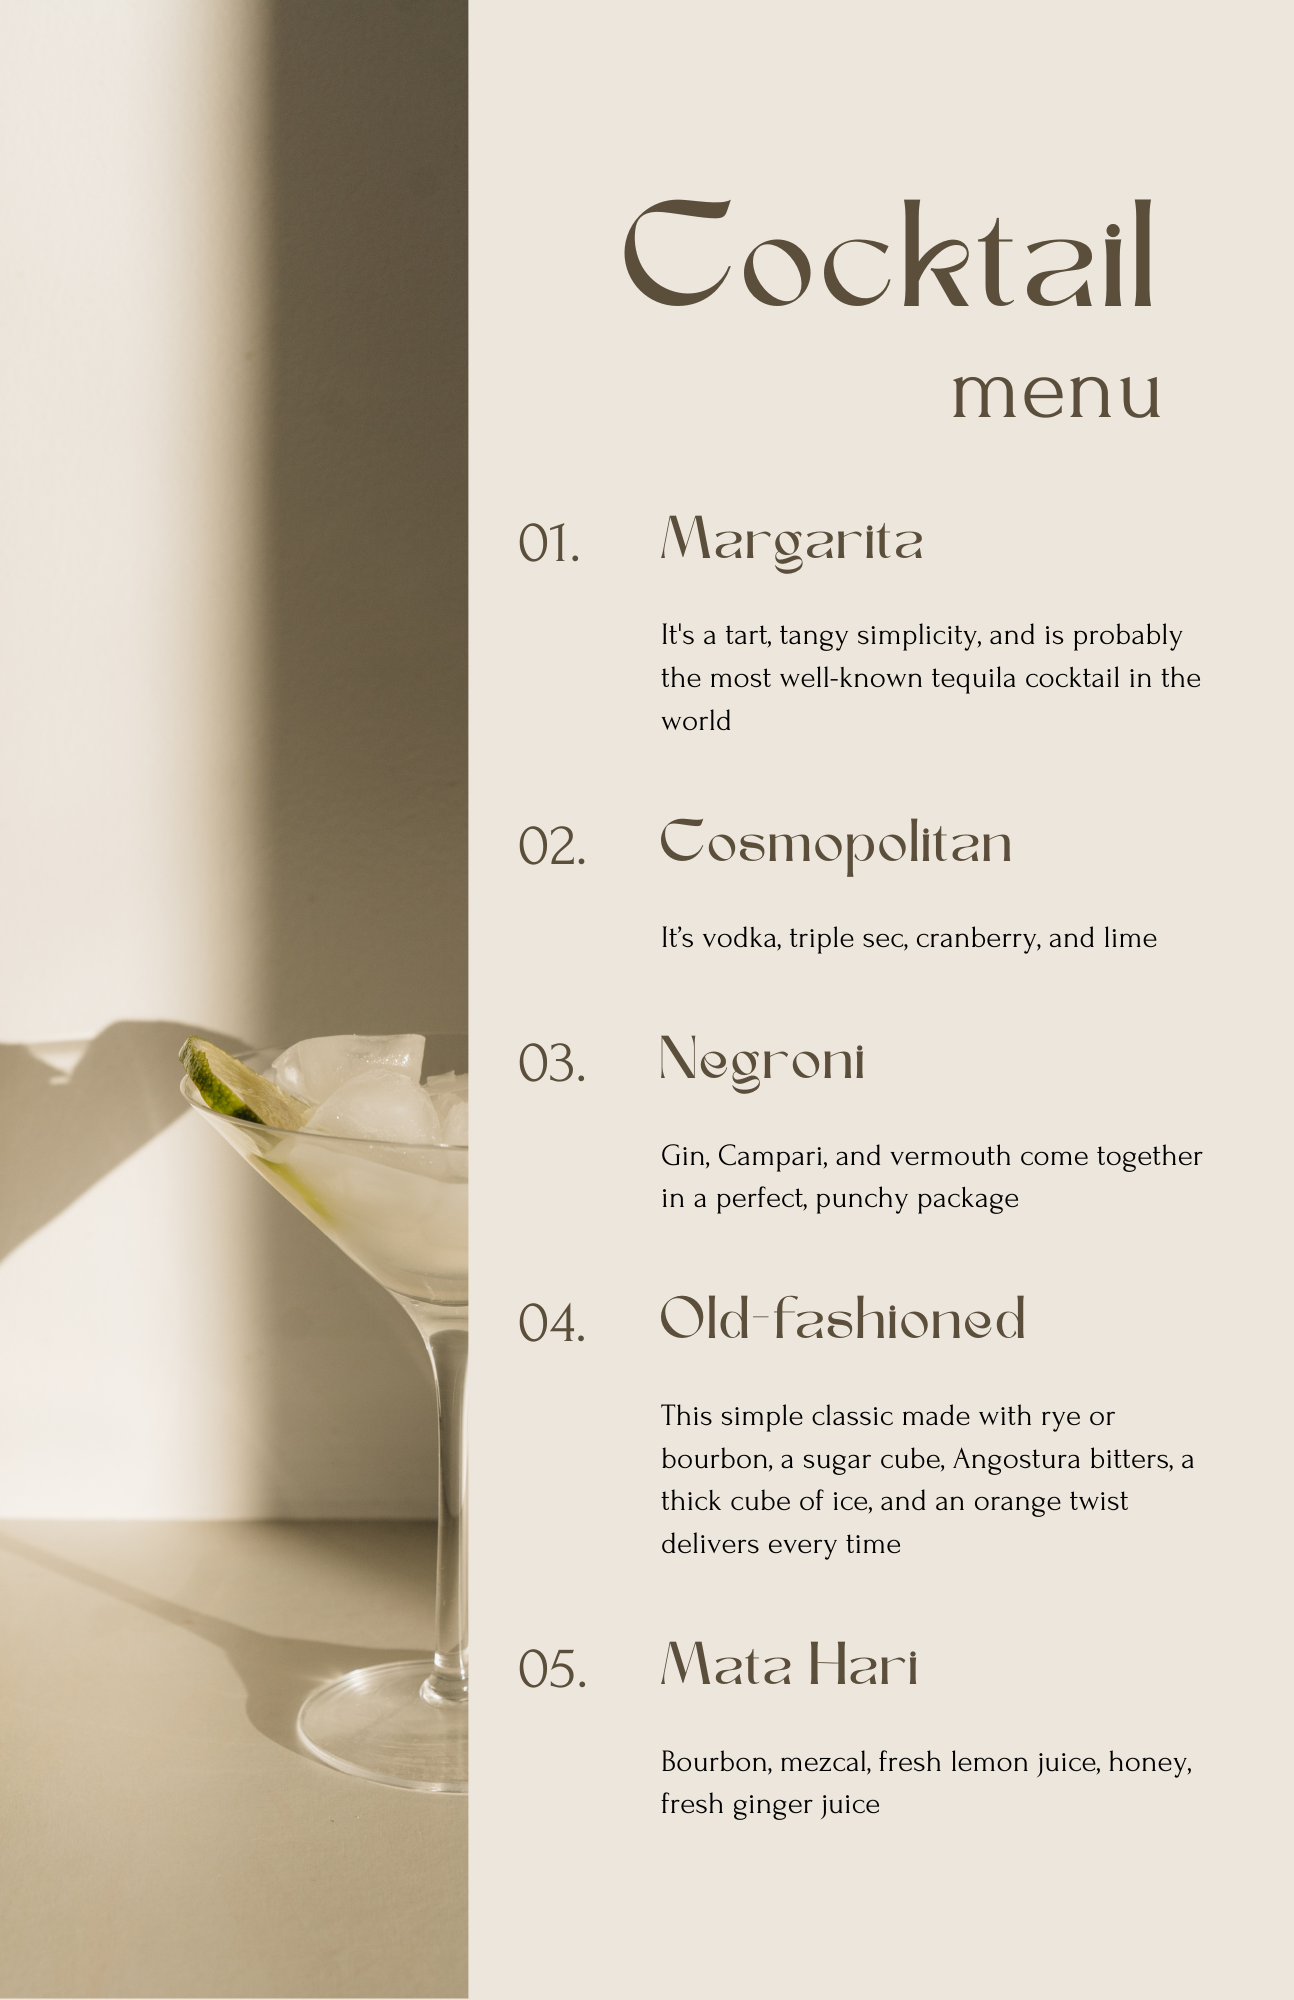 Cocktail
menu
01. Margarita
It's a tart, tangy simplicity, and is probably
the most well-known tequila cocktail in the
world
02. Cosmopolitan
It’s vodka, triple sec, cranberry, and lime
03. Negroni
Gin, Campari, and vermouth come together
in a perfect, punchy package
04. Old-fashioned
This simple classic made with rye or
bourbon, a sugar cube, Angostura bitters, a
thick cube of ice, and an orange twist
delivers every time
05. Mata Hari
Bourbon, mezcal, fresh lemon juice, honey,
fresh ginger juice